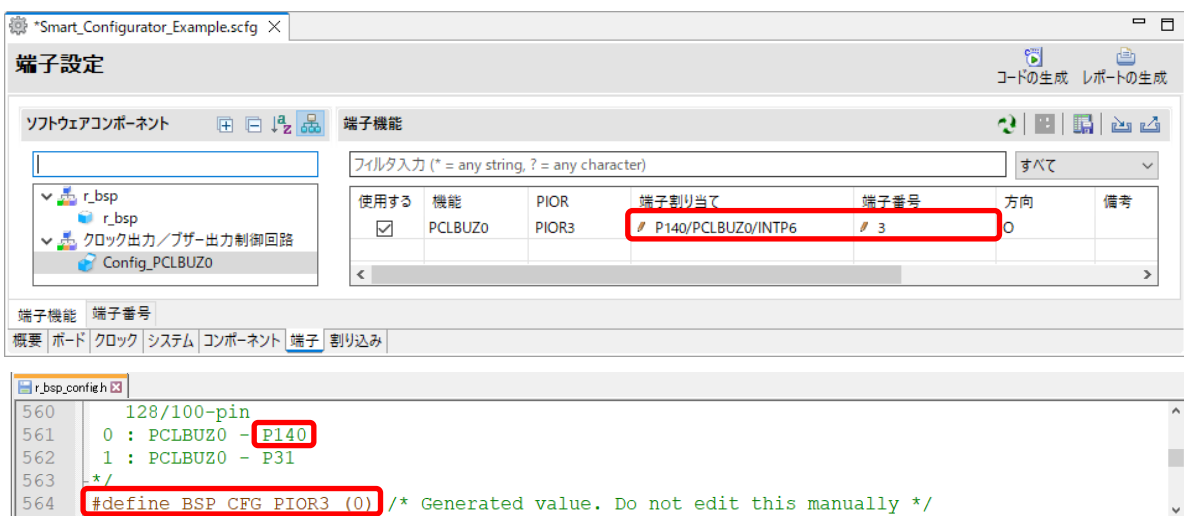 *Smart_Configurator_Example.scfg
端子設定
コードの生成 レポートの生成
ソフトウェアコンポーネント
端子機能
フィルタ入力 (* = any string, ? = any character)
すべて
r_bsp
r_bsp
クロック出力／ブザー出力制御回路
Config_PCLBUZ0
使用する 機能 PIOR 端子割り当て 端子番号 方向 備考
PCLBUZ0 PIOR3 P140/PCLBUZ0/INTP6 3 O
端子機能 端子番号
概要 ボード クロック システム コンポーネント 端子 割り込み
r_bsp_config.h
560 128/100-pin
561 0 : PCLBUZ0 - P140
562 1 : PCLBUZ0 - P31
563 */
564 #define BSP_CFG_PIOR3 (0) /* Generated value. Do not edit this manually */